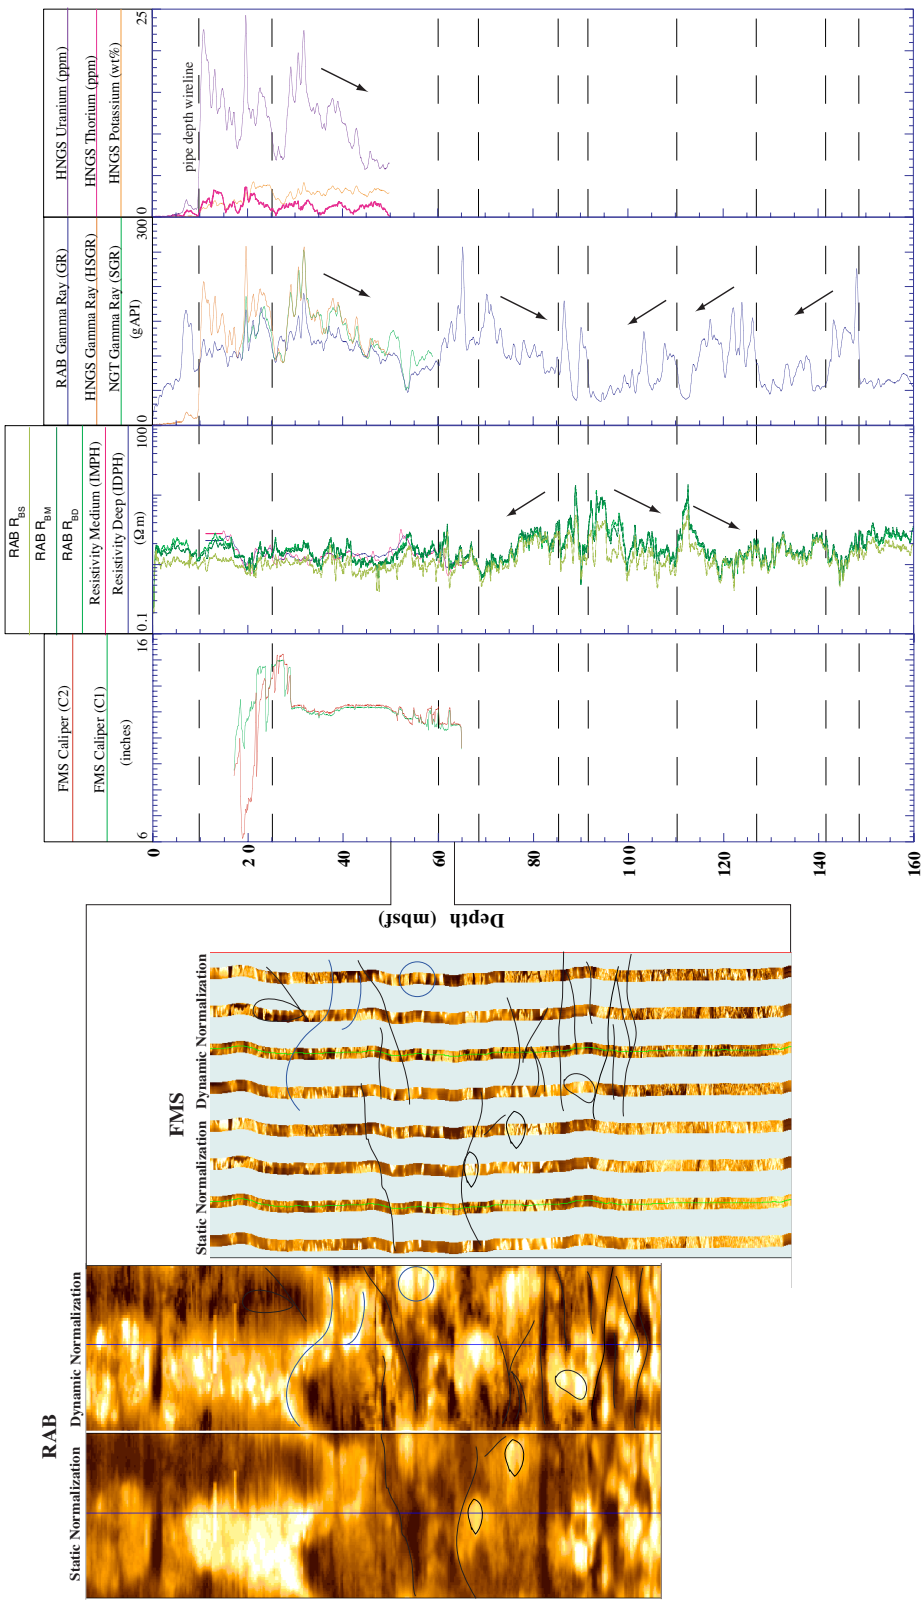 RAB
Static Normalization
Dynamic Normalization
FMS
Static Normalization
Dynamic Normalization
Depth (mbsf)
0
20
40
60
80
100
120
140
160
FMS Caliper (C2)
FMS Caliper (C1)
(inches)
6
16
RAB RBS
RAB RBM
RAB RBD
Resistivity Medium (IMPH)
Resistivity Deep (IDPH)
0.1
(Ωm)
100
RAB Gamma Ray (GR)
HNGS Gamma Ray (HSGR)
NGT Gamma Ray (SGR)
0
(gAPI)
300
HNGS Uranium (ppm)
HNGS Thorium (ppm)
HNGS Potassium (wt%)
0
25
pipe depth wireline